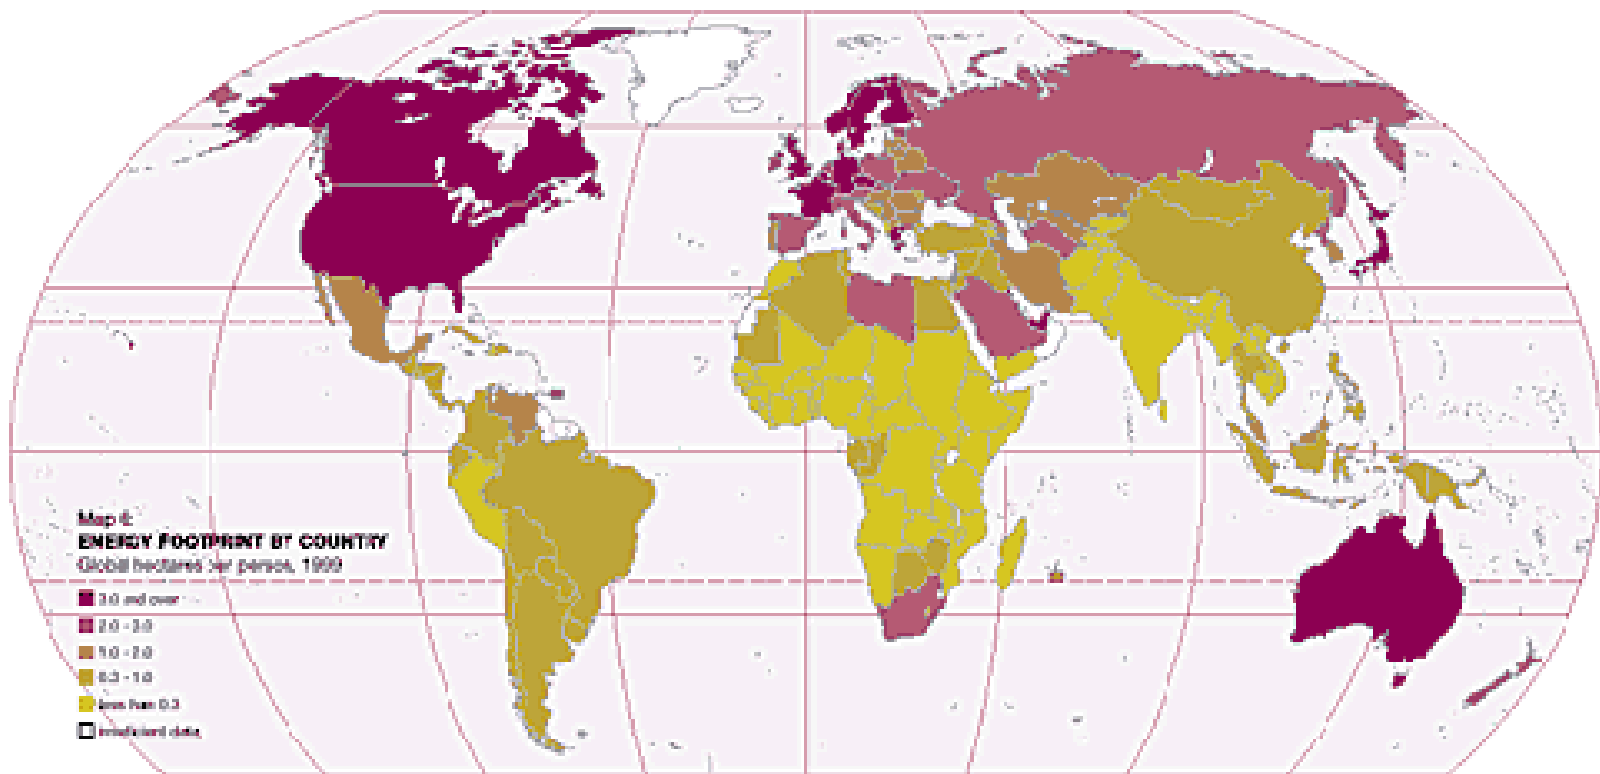 Map 6
ENERGY FOOTPRINT BY COUNTRY
Global hectares per person, 1999
3.0 and over
2.0 - 3.0
1.0 - 2.0
0.3 - 1.0
Less than 0.3
Insufficient data